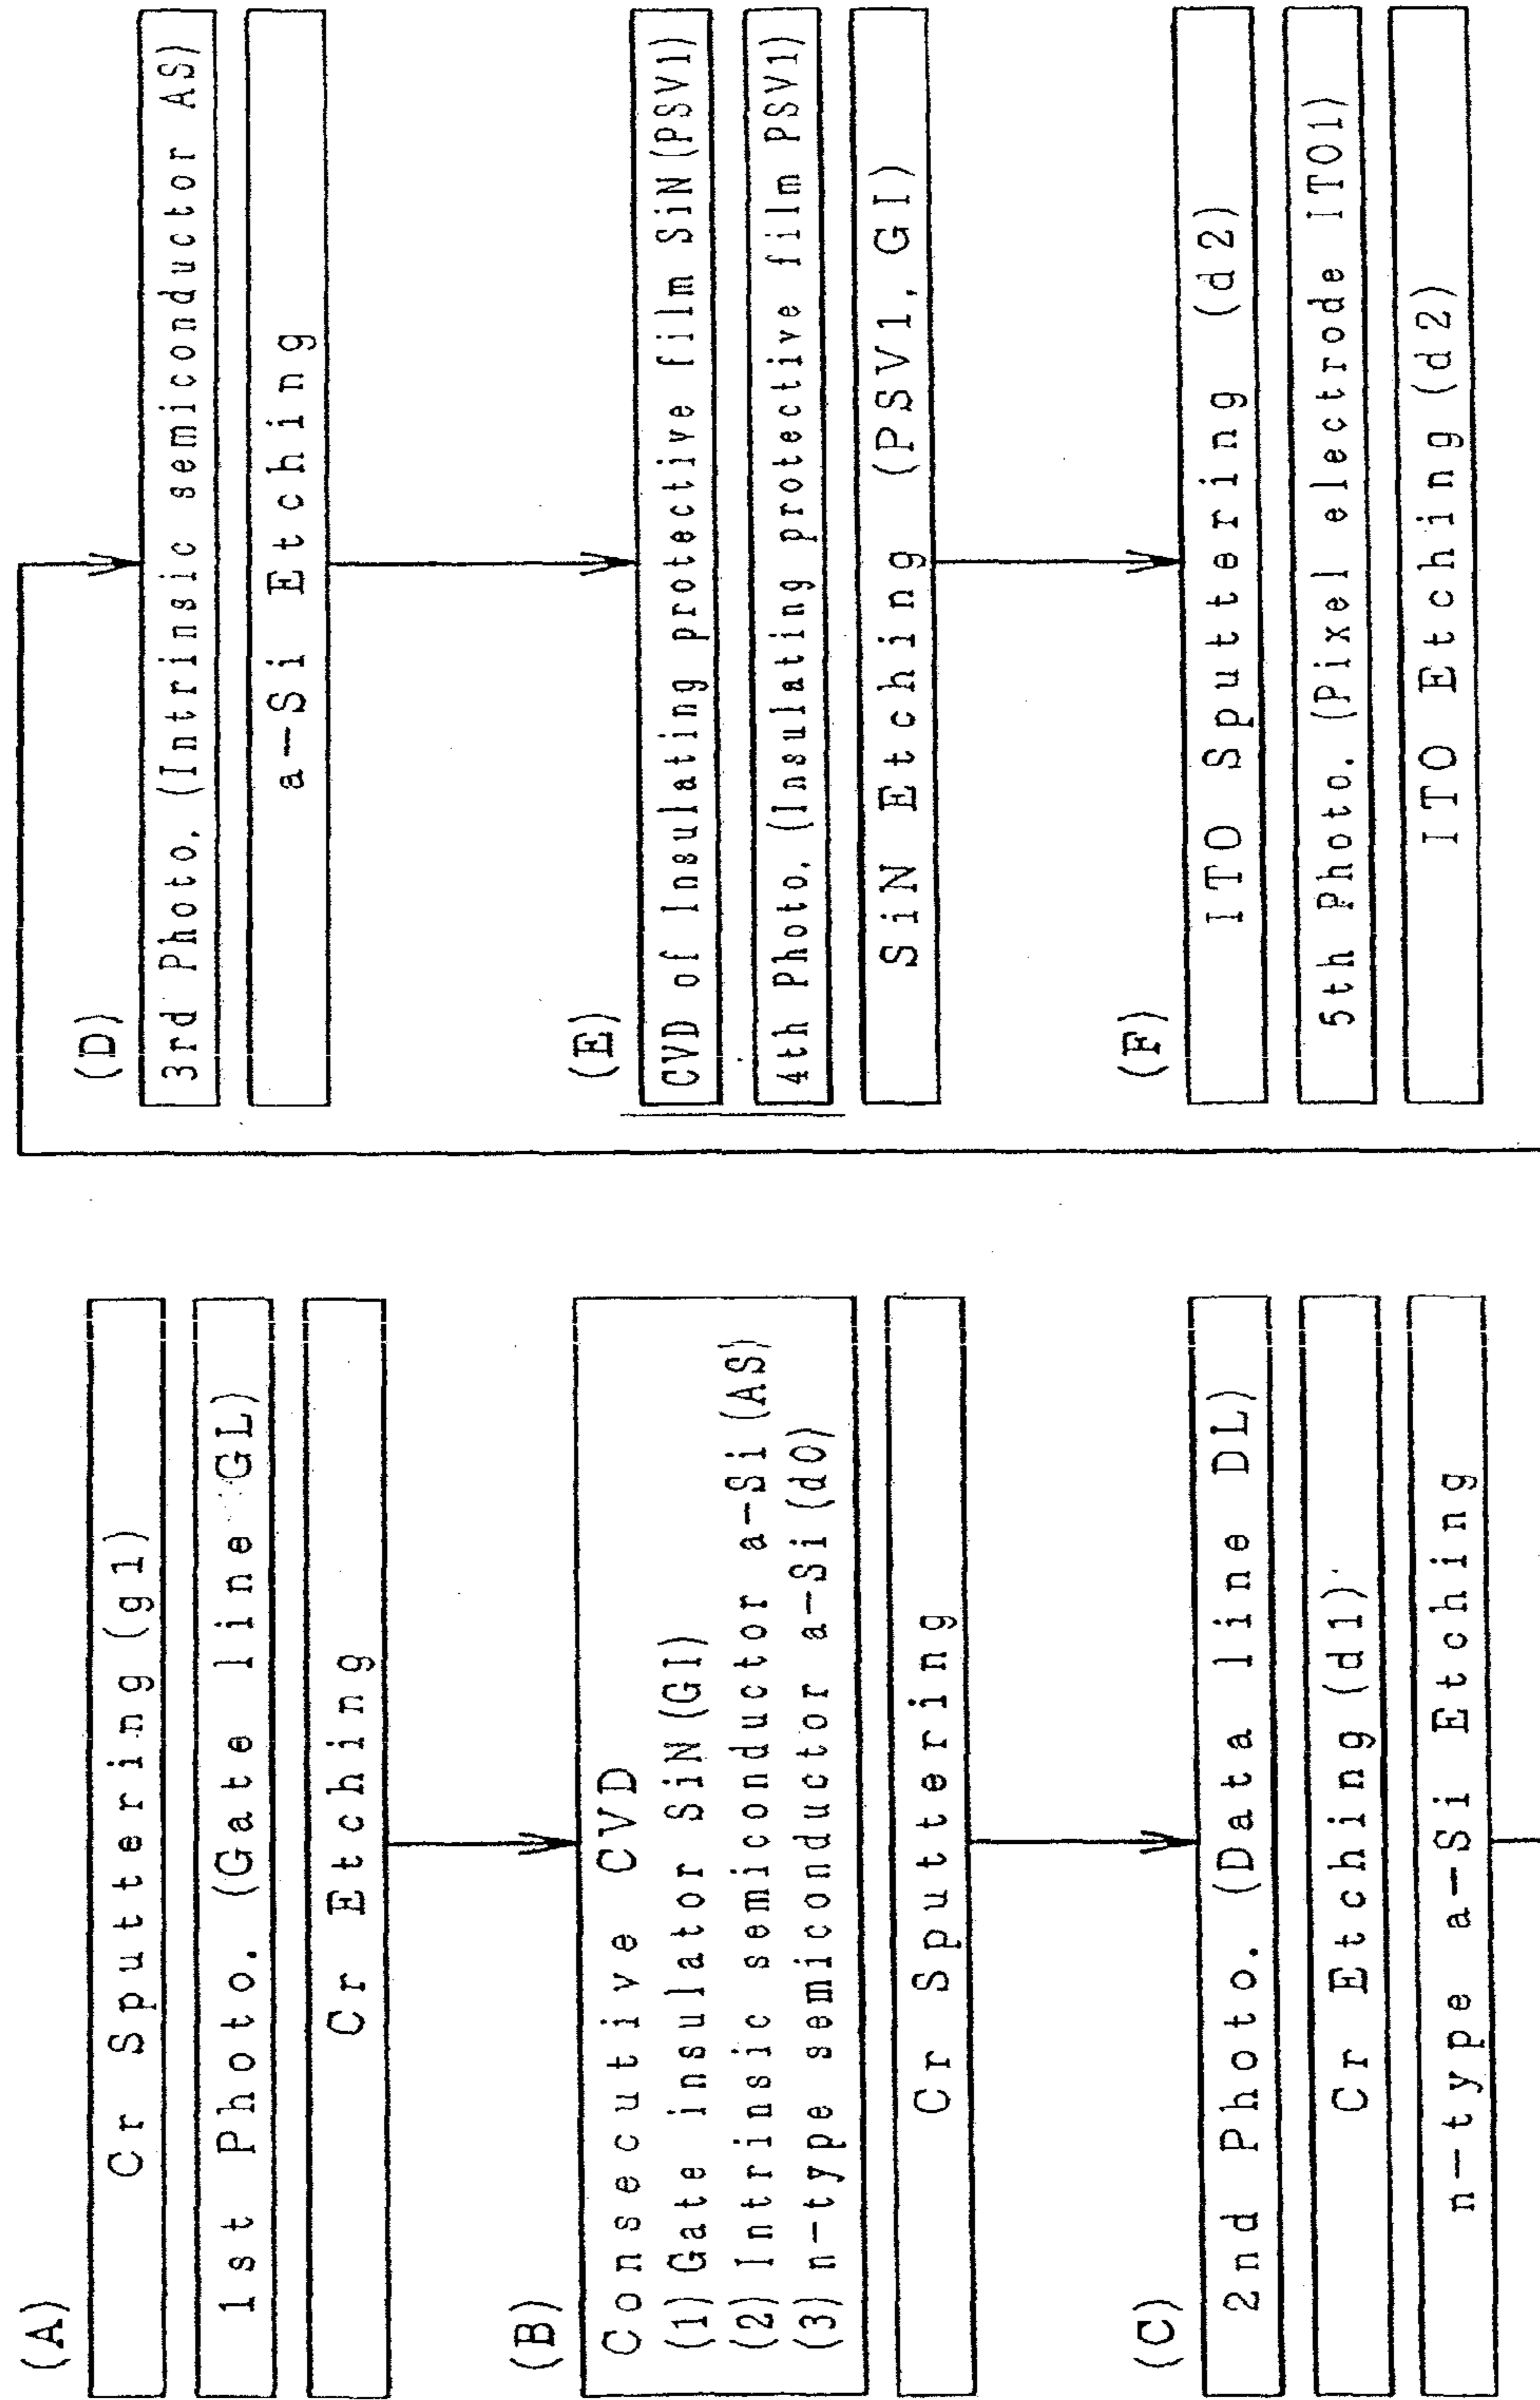 (A)
Cr Sputtering (g1)
1st Photo. (Gate line GL)
Cr Etching
(B)
Consecutive CVD
(1) Gate insulator SiN (GI)
(2) Intrinsic semiconductor a-Si (AS)
(3) n-type semiconductor a-Si (d0)
Cr Sputtering
(C)
2nd Photo. (Data line DL)
Cr Etching (d1)
n-type a-Si Etching
(D)
3rd Photo. (Intrinsic semiconductor AS)
a-Si Etching
(E)
CVD of Insulating protective film SiN (PSV1)
4th Photo. (Insulating protective film PSV1)
SiN Etching (PSV1, GI)
(F)
ITO Sputtering (d2)
5th Photo. (Pixel electrode ITO1)
ITO Etching (d2)